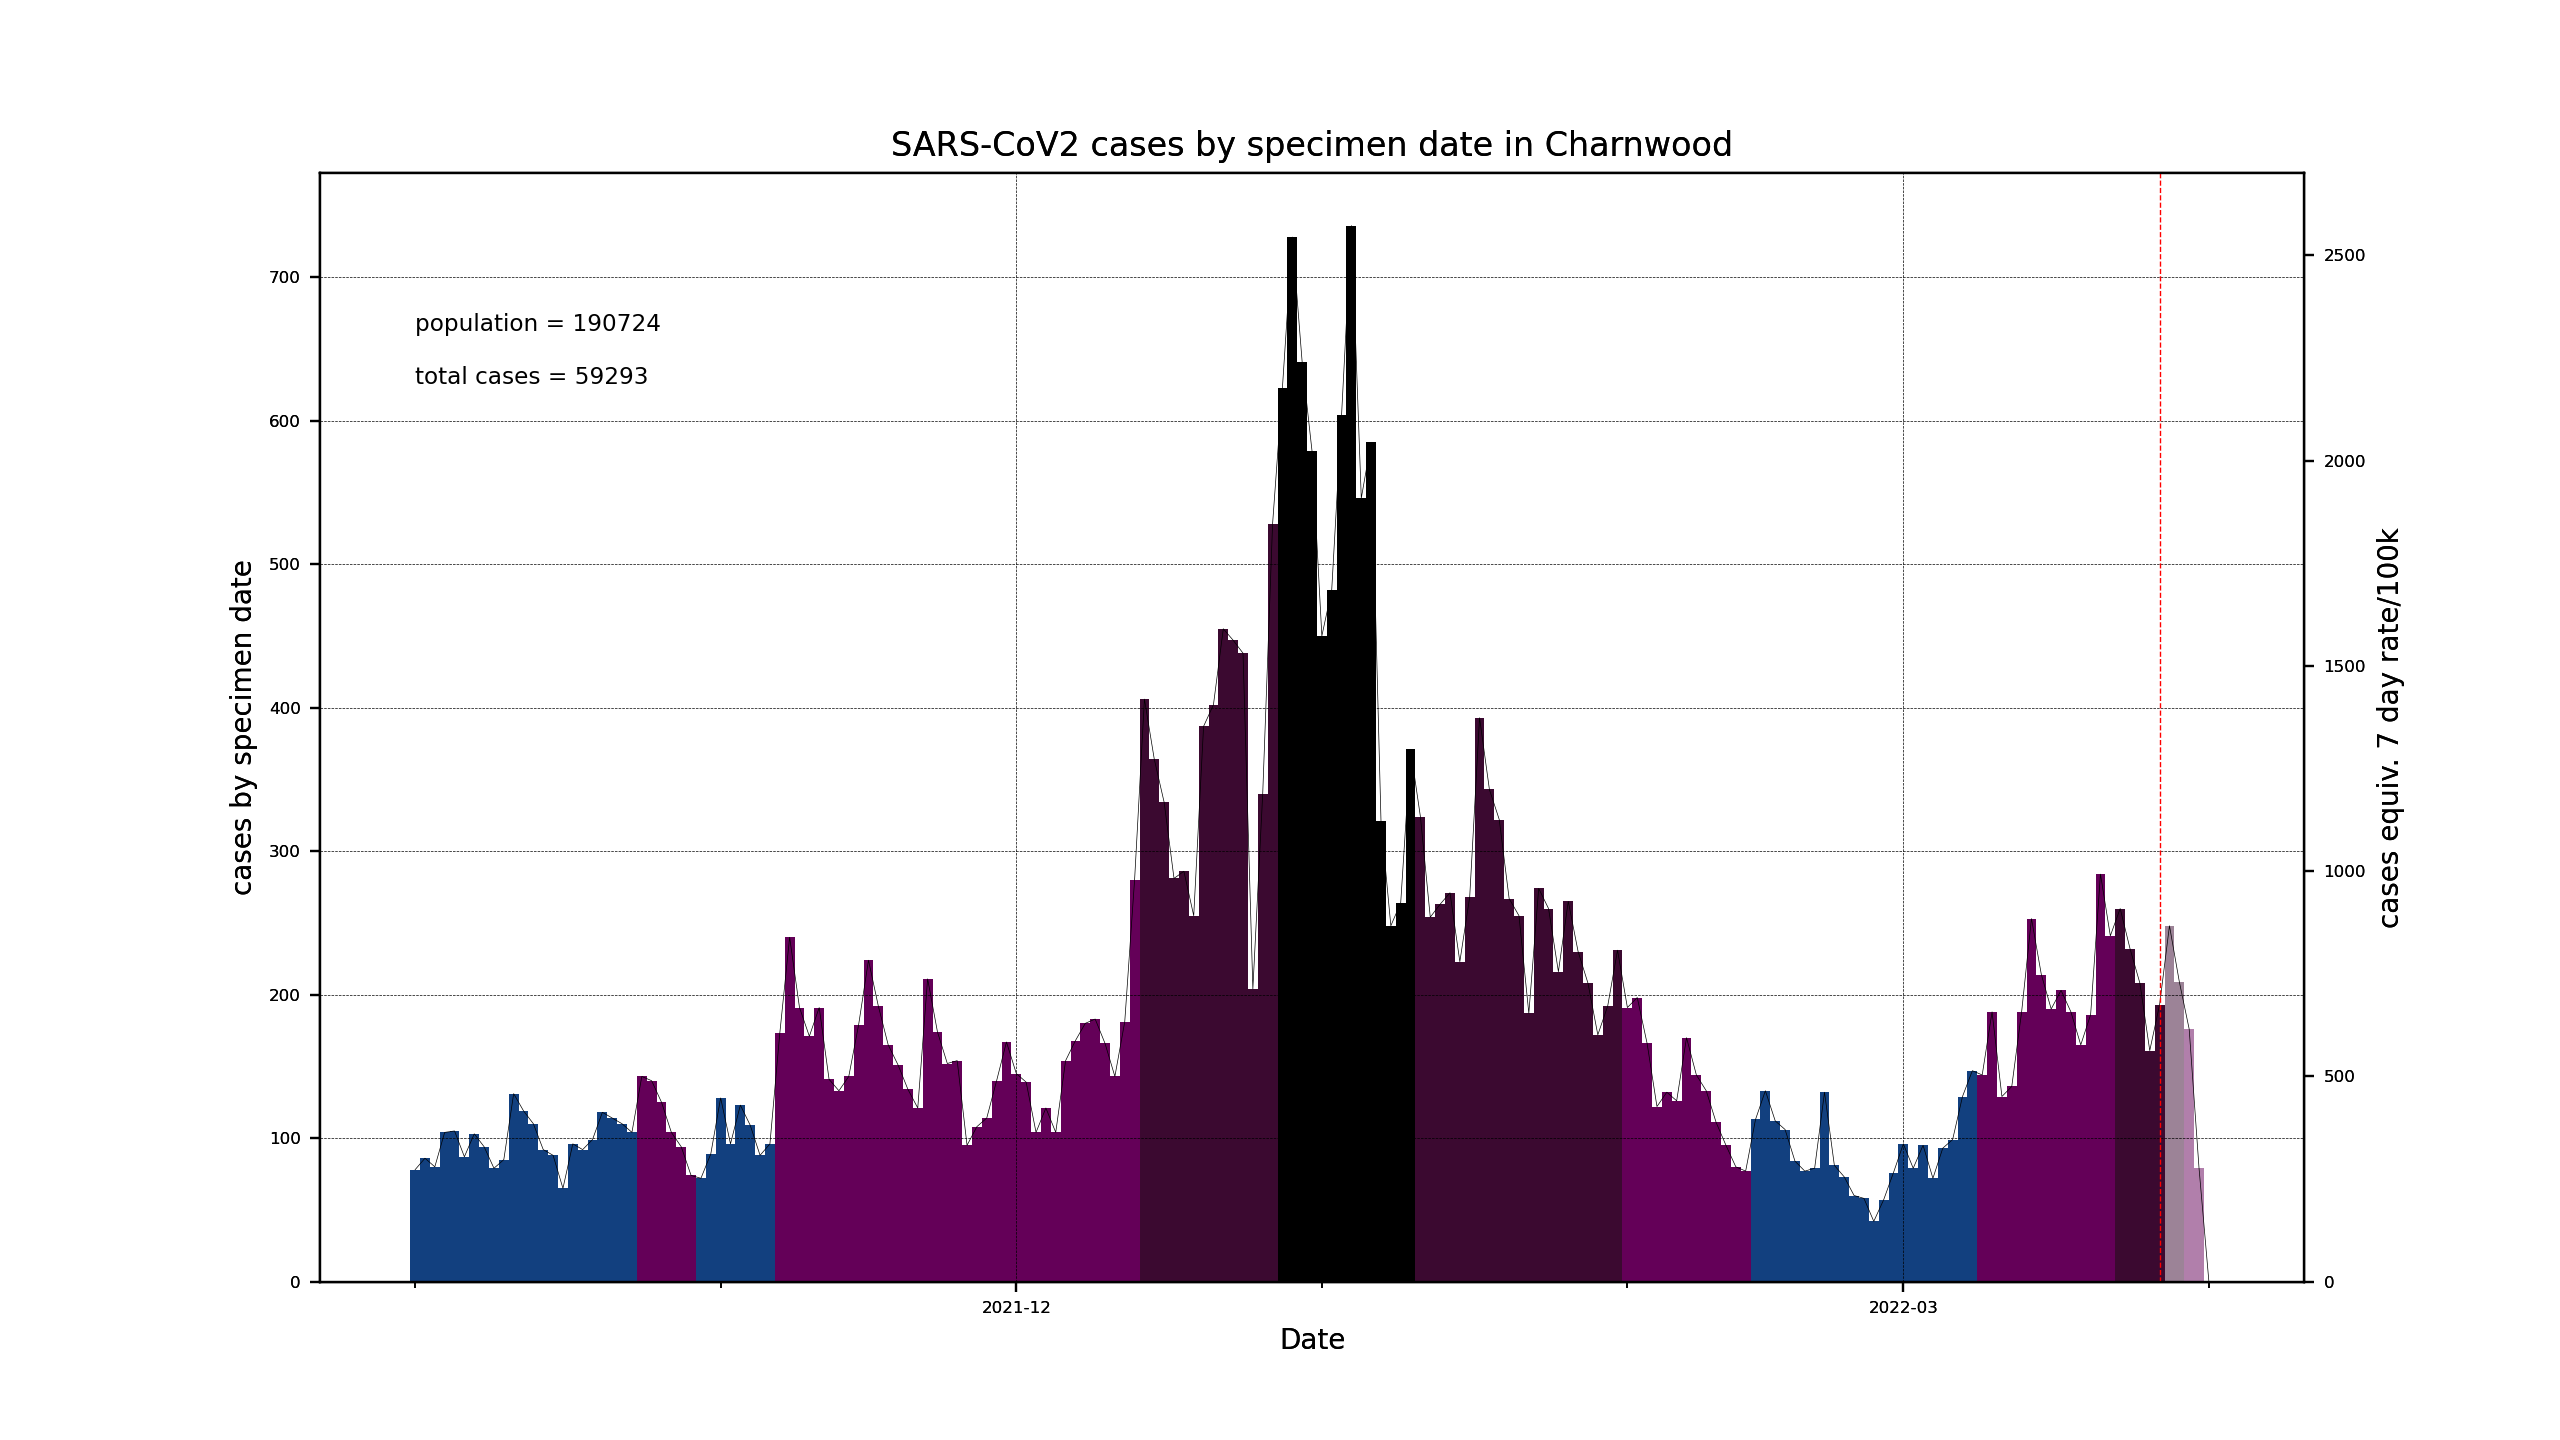 SARS-CoV2 cases by specimen date in Charnwood
population = 190724
total cases = 59293
cases by specimen date
700
600
500
400
300
200
100
0
2500
2000
1500
1000
500
0
cases equiv. 7 day rate/100k
2021-12
2022-03
Date